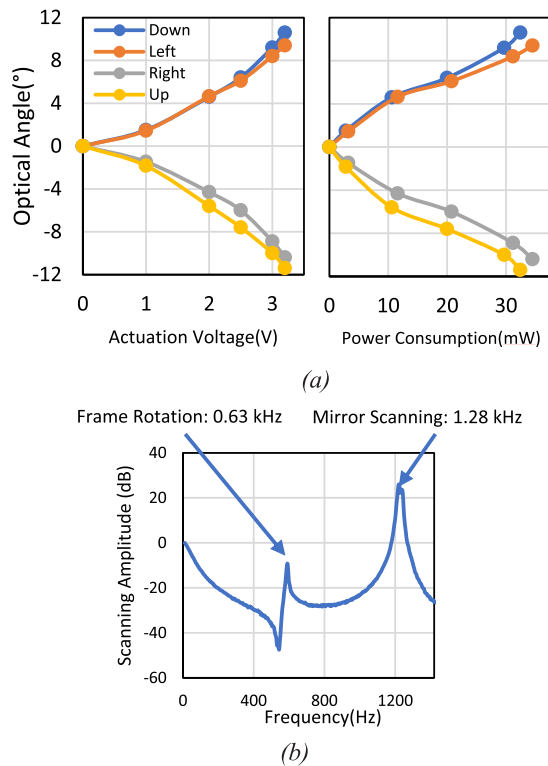 12
8
4
0
-4
-8
-12
Optical Angle(°)
Down
Left
Right
Up
0 1 2 3
Actuation Voltage(V)
0 10 20 30
Power Consumption(mW)
(a)
Frame Rotation: 0.63 kHz Mirror Scanning: 1.28 kHz
40
20
0
-20
-40
-60
Scanning Amplitude (dB)
0 400 800 1200
Frequency(Hz)
(b)